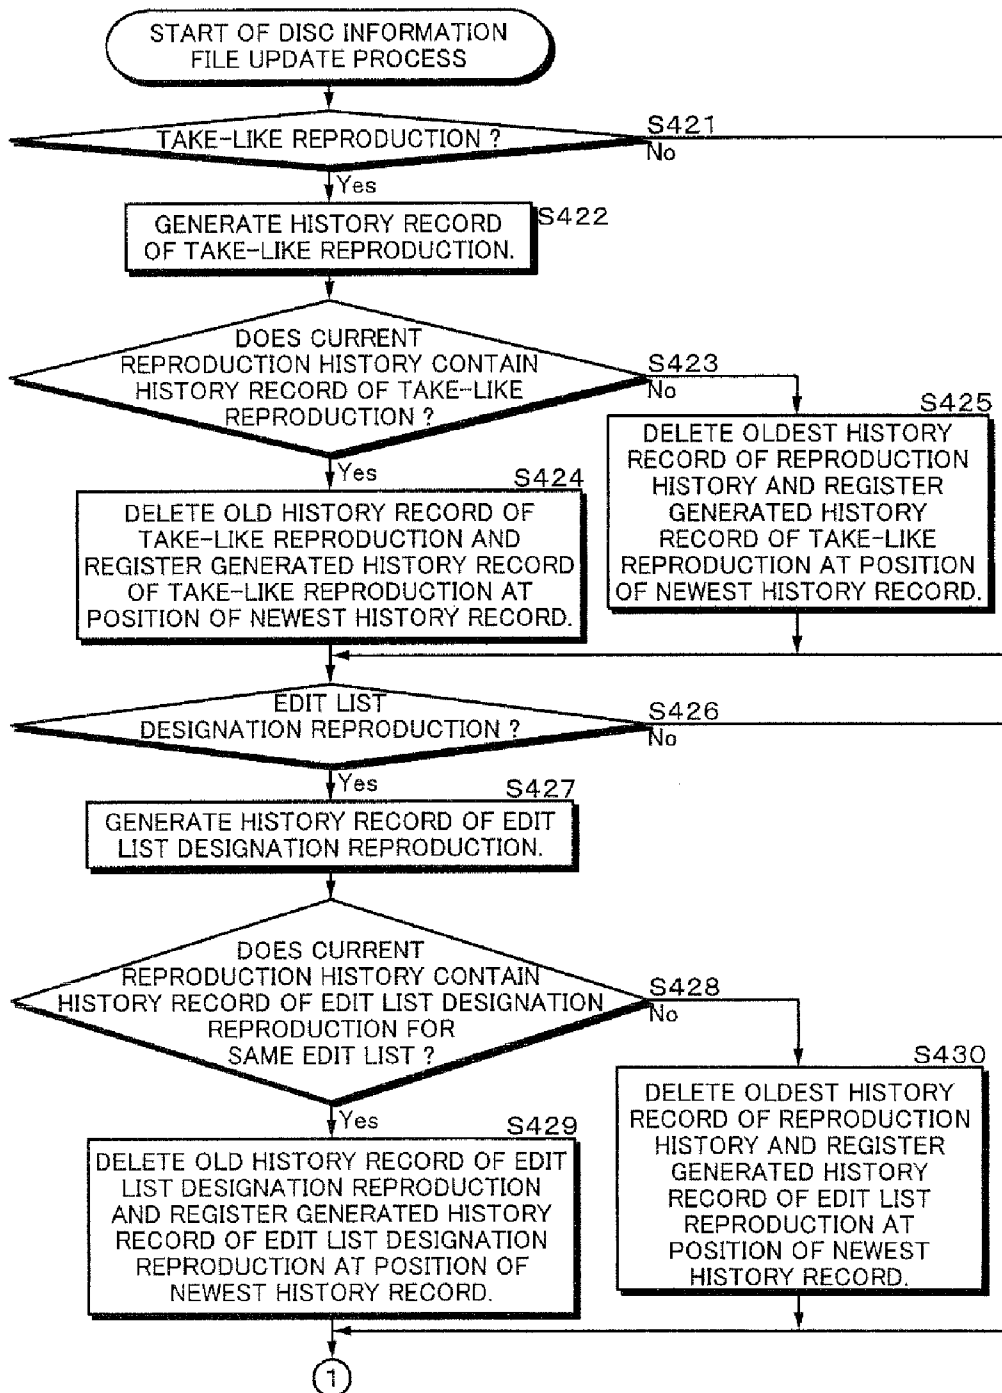 START OF DISC INFORMATION
FILE UPDATE PROCESS
TAKE-LIKE REPRODUCTION ?
S421
No
Yes
S422
GENERATE HISTORY RECORD
OF TAKE-LIKE REPRODUCTION.
DOES CURRENT
REPRODUCTION HISTORY CONTAIN
HISTORY RECORD OF TAKE-LIKE
REPRODUCTION ?
S423
No
Yes
S424
DELETE OLD HISTORY RECORD OF
TAKE-LIKE REPRODUCTION AND
REGISTER GENERATED HISTORY RECORD
OF TAKE-LIKE REPRODUCTION AT
POSITION OF NEWEST HISTORY RECORD.
S425
DELETE OLDEST HISTORY
RECORD OF REPRODUCTION
HISTORY AND REGISTER
GENERATED HISTORY
RECORD OF TAKE-LIKE
REPRODUCTION AT POSITION
OF NEWEST HISTORY RECORD.
EDIT LIST
DESIGNATION REPRODUCTION ?
S426
No
Yes
S427
GENERATE HISTORY RECORD OF EDIT
LIST DESIGNATION REPRODUCTION.
DOES CURRENT
REPRODUCTION HISTORY CONTAIN
HISTORY RECORD OF EDIT LIST DESIGNATION
REPRODUCTION FOR
SAME EDIT LIST ?
S428
No
Yes
S429
DELETE OLD HISTORY RECORD OF EDIT
LIST DESIGNATION REPRODUCTION
AND REGISTER GENERATED HISTORY
RECORD OF EDIT LIST DESIGNATION
REPRODUCTION AT POSITION OF
NEWEST HISTORY RECORD.
S430
DELETE OLDEST HISTORY
RECORD OF REPRODUCTION
HISTORY AND REGISTER
GENERATED HISTORY
RECORD OF EDIT LIST
REPRODUCTION AT
POSITION OF NEWEST
HISTORY RECORD.
1